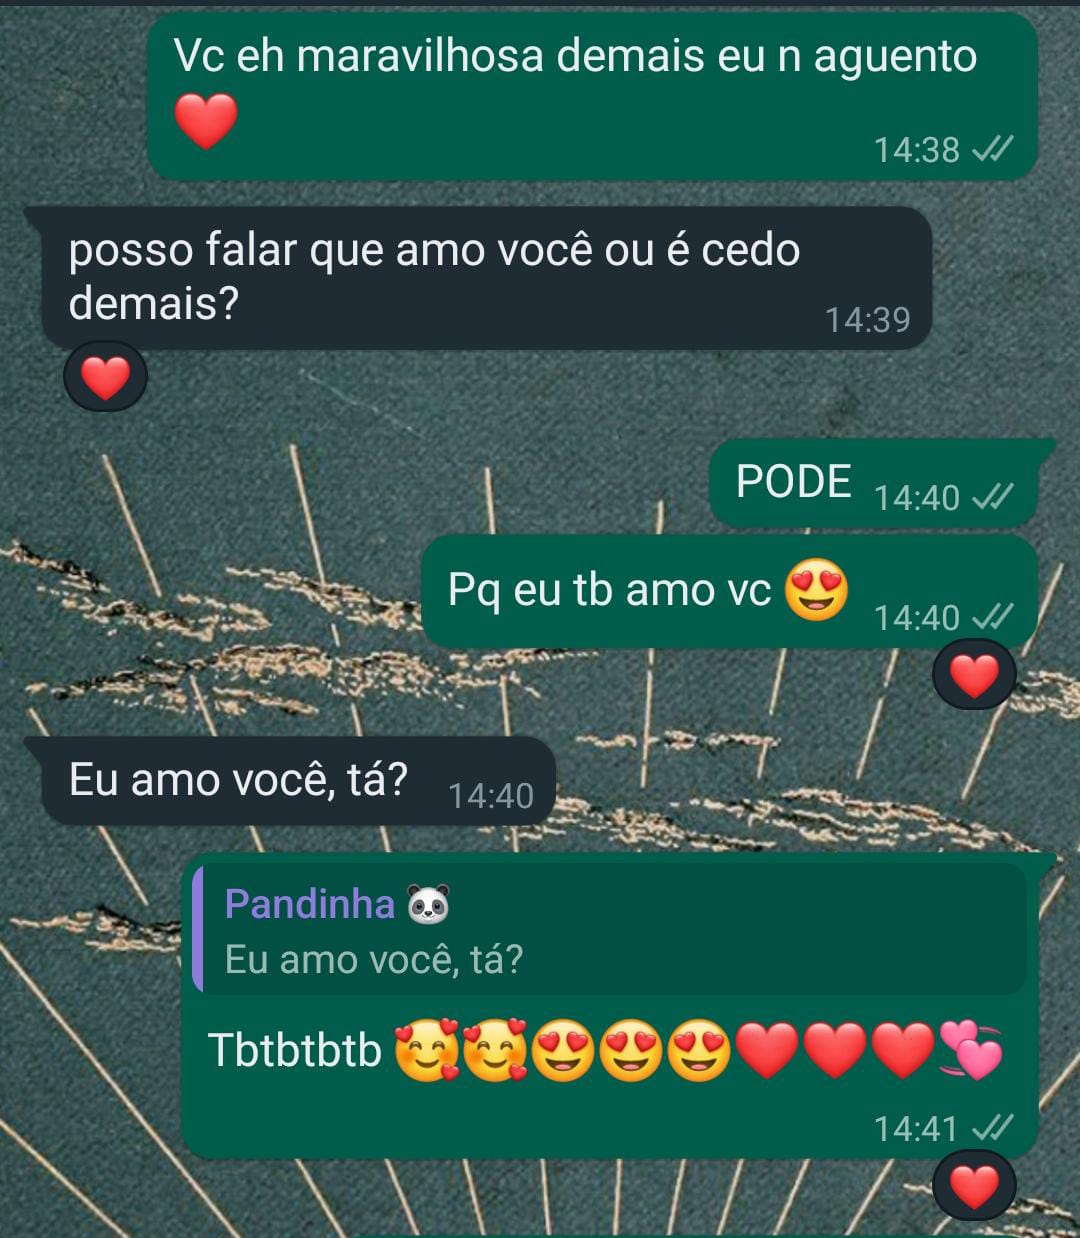 Vc eh maravilhosa demais eu n aguento
❤️
14:38
posso falar que amo você ou é cedo
demais?
14:39
❤️
PODE 14:40
Pq eu tb amo vc 😍 14:40
❤️
Eu amo você, tá? 14:40
Pandinha 🐼
Eu amo você, tá?
Tbtbtbtb 🥰🥰😍😍😍❤️❤️❤️💞
14:41
❤️